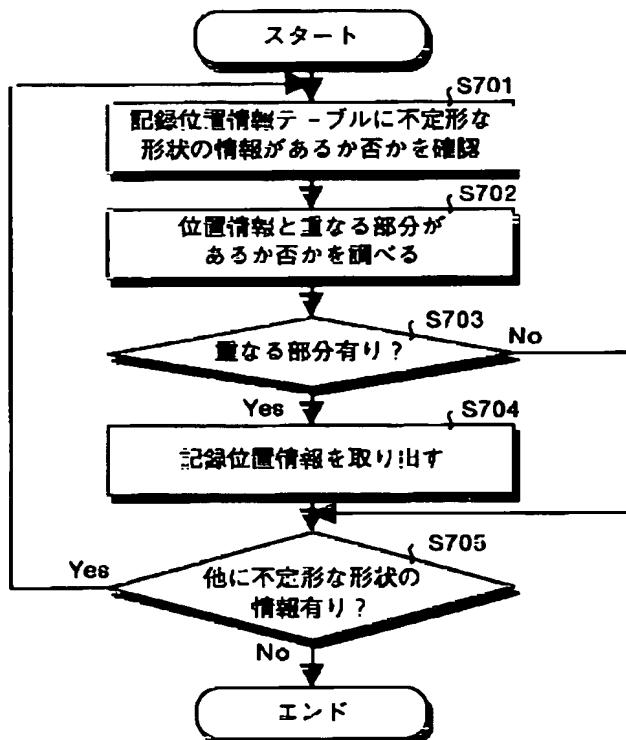 スタート
S701
記録位置情報テーブルに不定形な
形状の情報があるか否かを確認
S702
位置情報と重なる部分が
あるか否かを調べる
S703
重なる部分有り?
No
Yes
S704
記録位置情報を取り出す
S705
他に不定形な形状の
情報有り?
Yes
No
エンド